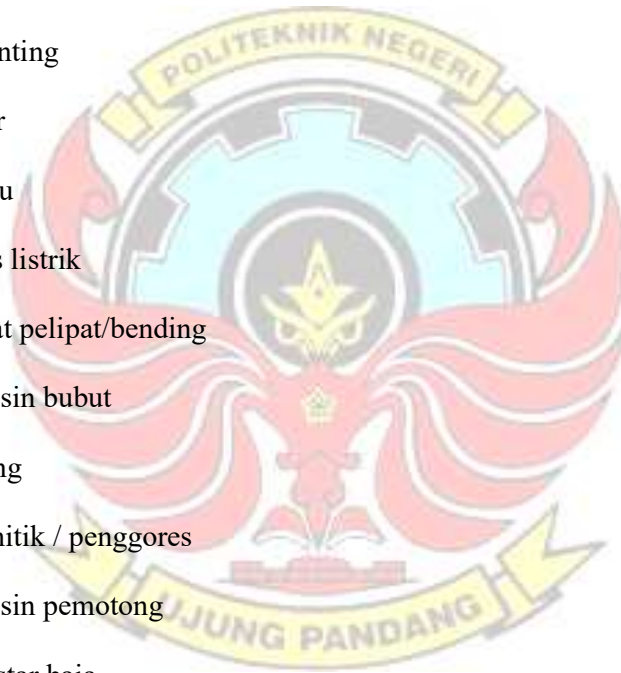 POLITEKNIK NEGERI
nting
r
u
s listrik
at pelipat/bending
sin bubut
ng
nitik / penggores
sin pemotong
UJUNG PANDANG